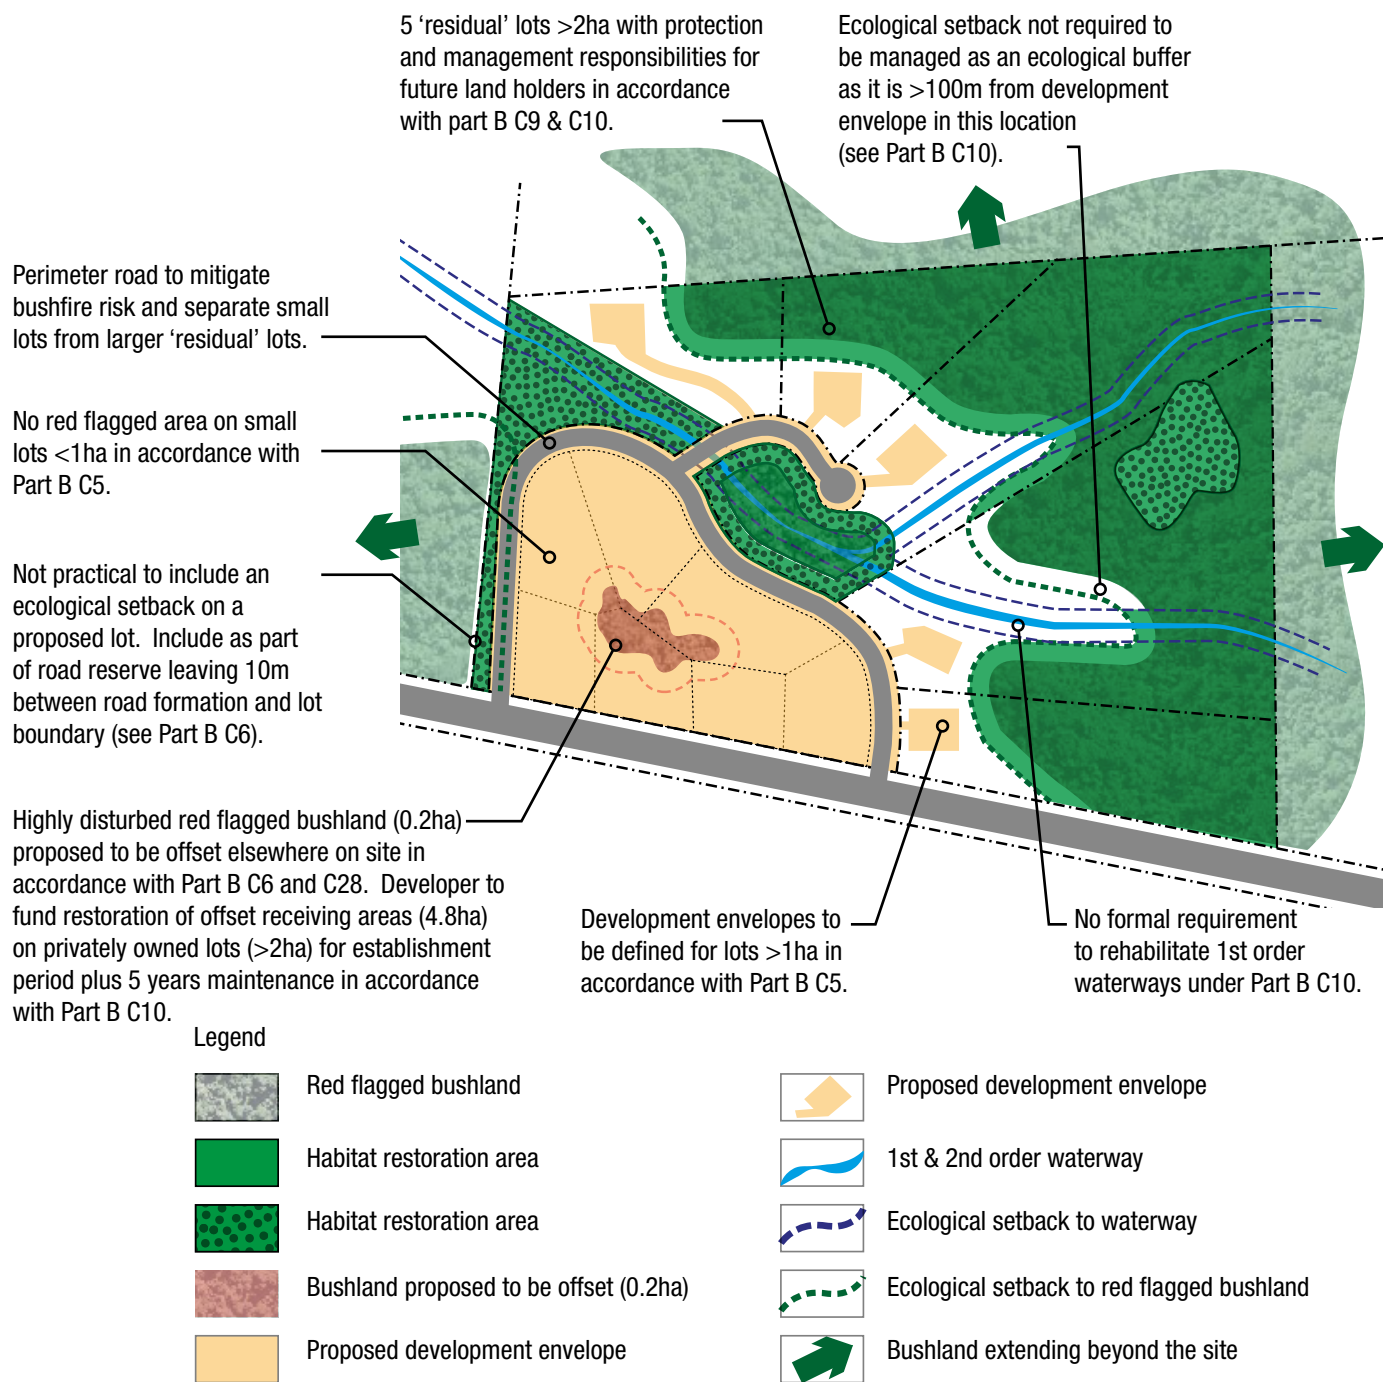 5 ‘residual’ lots >2ha with protection
and management responsibilities for
future land holders in accordance
with part B C9 & C10.
Ecological setback not required to
be managed as an ecological buffer
as it is >100m from development
envelope in this location
(see Part B C10).
Perimeter road to mitigate
bushfire risk and separate small
lots from larger ‘residual’ lots.
No red flagged area on small
lots <1ha in accordance with
Part B C5.
Not practical to include an
ecological setback on a
proposed lot.  Include as part
of road reserve leaving 10m
between road formation and lot
boundary (see Part B C6).
Highly disturbed red flagged bushland (0.2ha)
proposed to be offset elsewhere on site in
accordance with Part B C6 and C28.  Developer to
fund restoration of offset receiving areas (4.8ha)
on privately owned lots (>2ha) for establishment
period plus 5 years maintenance in accordance
with Part B C10.
Development envelopes to
be defined for lots >1ha in
accordance with Part B C5.
No formal requirement
to rehabilitate 1st order
waterways under Part B C10.
Legend
Red flagged bushland
Habitat restoration area
Habitat restoration area
Bushland proposed to be offset (0.2ha)
Proposed development envelope
Proposed development envelope
1st & 2nd order waterway
Ecological setback to waterway
Ecological setback to red flagged bushland
Bushland extending beyond the site